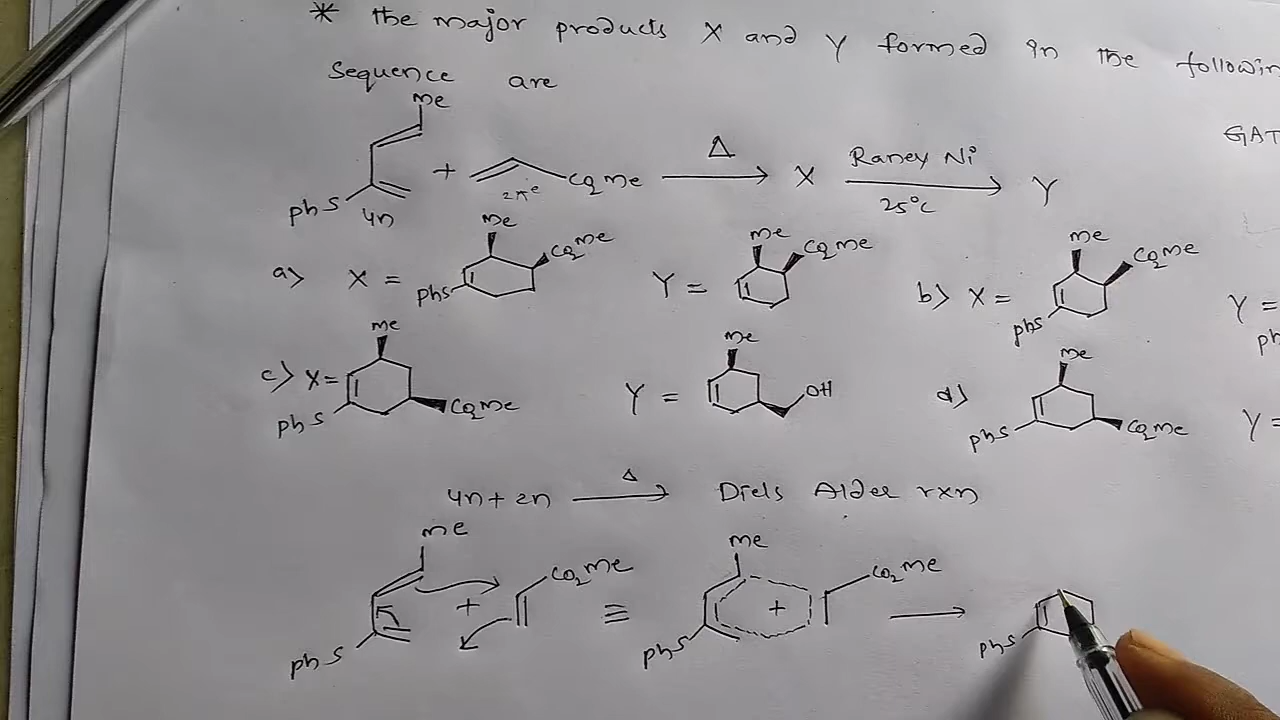 * the major products X and Y formed in the followin
sequence are
GAT
Me
PhS
4π
+
CO2Me
2πe
Δ
X
Raney Ni
25°C
Y
a) X =
Me
CO2Me
PhS
Y =
Me
CO2Me
b) X =
Me
CO2Me
PhS
Y =
Ph
c) X =
Me
PhS
CO2Me
Y =
Me
OH
d)
Me
PhS
CO2Me
Y =
4π + 2π
Δ
Diels Alder rxn
Me
PhS
+
CO2Me
≡
Me
PhS
+
CO2Me
PhS